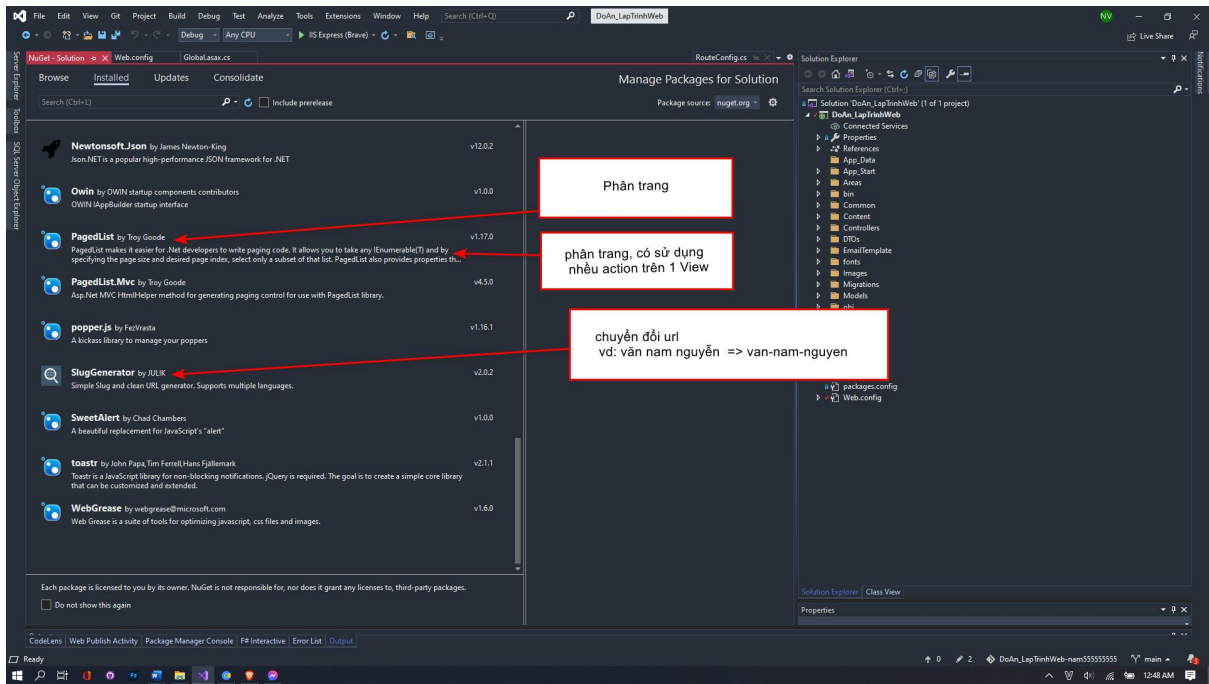 File Edit View Git Project Build Debug Test Analyze Tools Extensions Window Help Search (Ctrl+Q) DoAn_LapTrinhWeb NV
Debug Any CPU IIS Express (Brave) Live Share
NuGet - Solution Web.config Global.asax.cs RouteConfig.cs
Browse Installed Updates Consolidate Manage Packages for Solution
Search (Ctrl+L) Include prerelease Package source: nuget.org
Newtonsoft.Json by James Newton-King v12.0.2
Json.NET is a popular high-performance JSON framework for .NET
Owin by OWIN startup components contributors v1.0.0
OWIN IAppBuilder startup interface
PagedList by Troy Goode v1.17.0
PagedList makes it easier for .Net developers to write paging code. It allows you to take any IEnumerable(T) and by
specifying the page size and desired page index, select only a subset of that list. PagedList also provides properties th...
PagedList.Mvc by Troy Goode v4.5.0
Asp.Net MVC HtmlHelper method for generating paging control for use with PagedList library.
popper.js by FezVrasta v1.16.1
A kickass library to manage your poppers
SlugGenerator by JULIK v2.0.2
Simple Slug and clean URL generator. Supports multiple languages.
SweetAlert by Chad Chambers v1.0.0
A beautiful replacement for JavaScript's "alert"
toastr by John Papa,Tim Ferrell,Hans Fjällemark v2.1.1
Toastr is a JavaScript library for non-blocking notifications. jQuery is required. The goal is to create a simple core library
that can be customized and extended.
WebGrease by webgrease@microsoft.com v1.6.0
Web Grease is a suite of tools for optimizing javascript, css files and images.
Each package is licensed to you by its owner. NuGet is not responsible for, nor does it grant any licenses to, third-party packages.
Do not show this again
Phân trang
phân trang, có sử dụng
nhều action trên 1 View
chuyển đổi url
vd: văn nam nguyễn => van-nam-nguyen
Solution Explorer
Search Solution Explorer (Ctrl+;)
Solution 'DoAn_LapTrinhWeb' (1 of 1 project)
DoAn_LapTrinhWeb
Connected Services
Properties
References
App_Data
App_Start
Areas
bin
Common
Content
Controllers
DTOs
EmailTemplate
fonts
Images
Migrations
Models
obj
packages.config
Web.config
Solution Explorer Class View
Properties
Server Explorer
Toolbox
SQL Server Object Explorer
Notifications
CodeLens Web Publish Activity Package Manager Console F# Interactive Error List Output
Ready 0 2 DoAn_LapTrinhWeb-nam555555555 main 3
12:48 AM